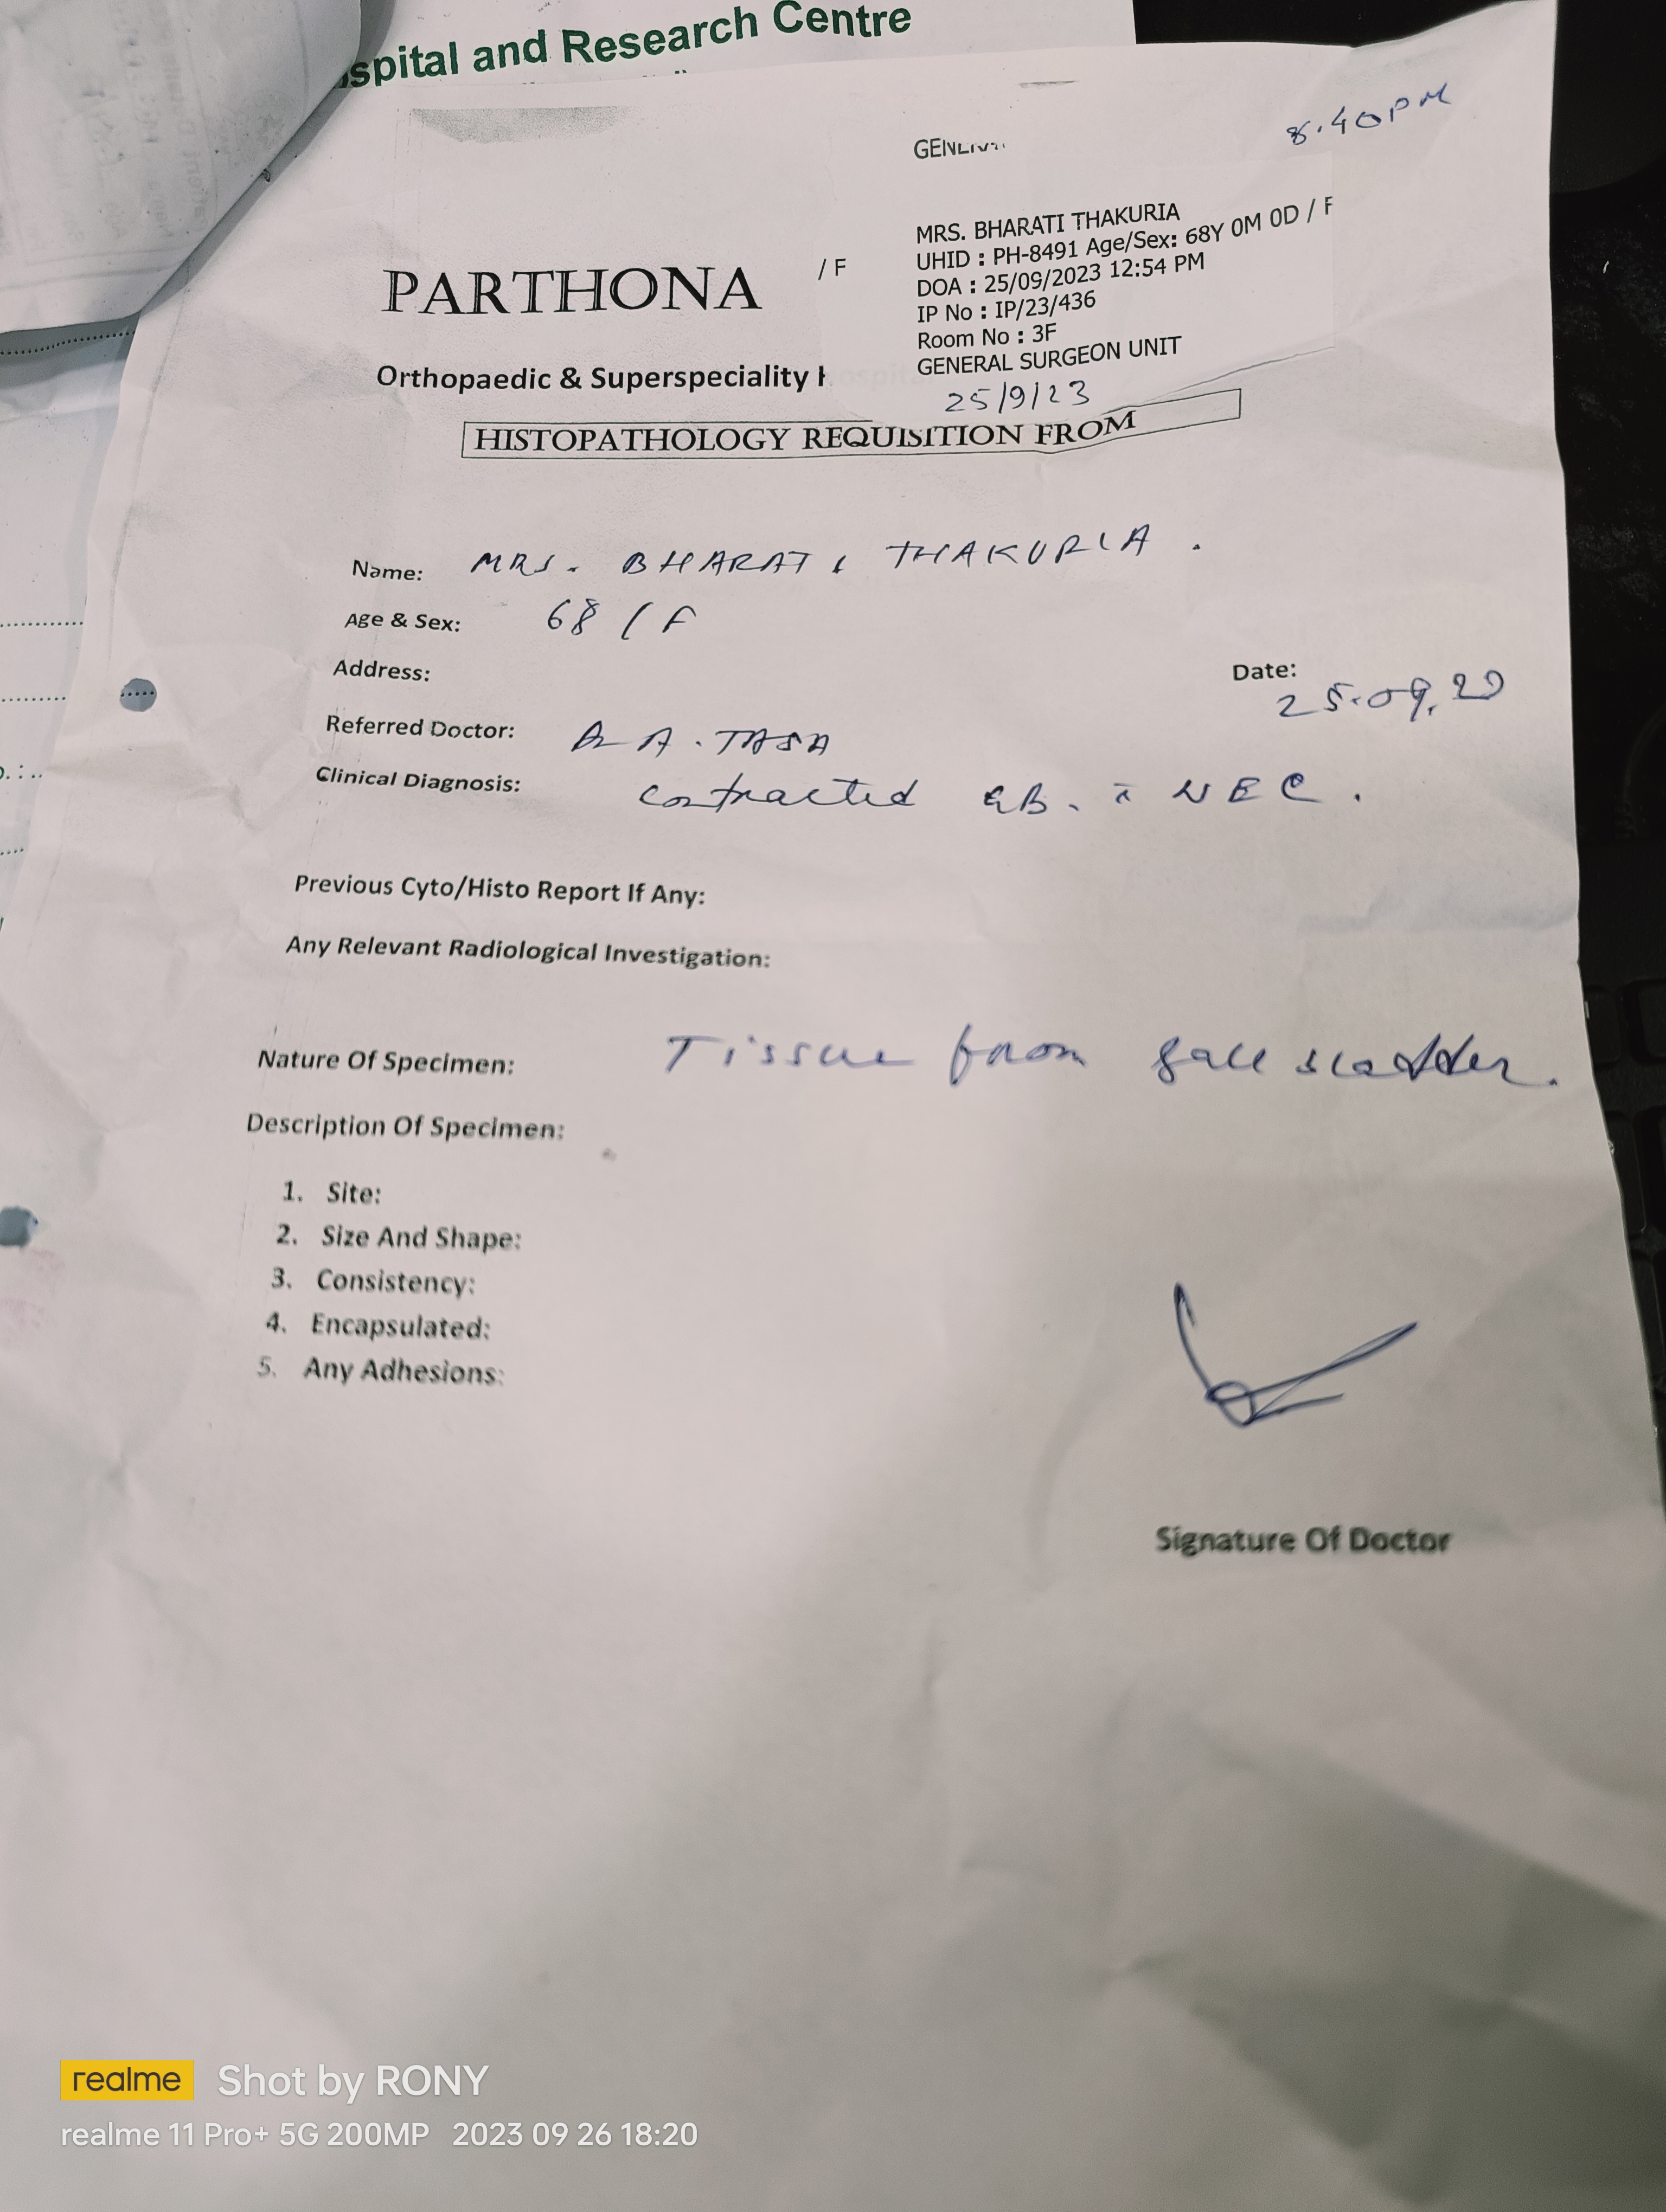 spital and Research Centre
8.40PM
MRS. BHARATI THAKURIA
UHID : PH-8491 Age/Sex: 68Y 0M 0D / F
DOA : 25/09/2023 12:54 PM
IP No : IP/23/436
Room No : 3F
GENERAL SURGEON UNIT
25/9/23
/ F
PARTHONA
Orthopaedic & Superspeciality
HISTOPATHOLOGY REQUISITION FROM
Name: MRS. BHARATI THAKURIA.
Age & Sex: 68 / F
Address:
Date: 25.09.
Referred Doctor: A.
Clinical Diagnosis: contracted GB. c̄ NEC.
Previous Cyto/Histo Report If Any:
Any Relevant Radiological Investigation:
Nature Of Specimen: Tissue from gall bladder.
Description Of Specimen:
1. Site:
2. Size And Shape:
3. Consistency:
4. Encapsulated:
5. Any Adhesions:
Signature Of Doctor
realme Shot by RONY
realme 11 Pro+ 5G 200MP 2023 09 26 18:20